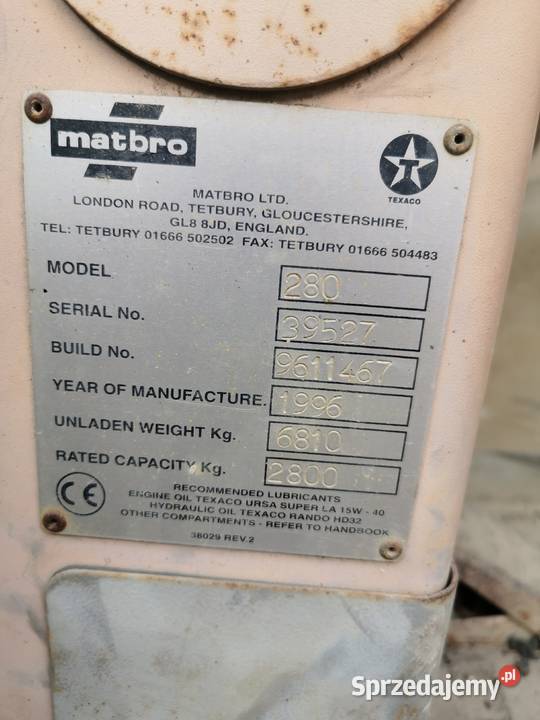 matbro
TEXACO
MATBRO LTD.
LONDON ROAD, TETBURY, GLOUCESTERSHIRE,
GL8 8JD, ENGLAND.
TEL: TETBURY 01666 502502 FAX: TETBURY 01666 504483
MODEL 280
SERIAL No. 39527
BUILD No. 9611467
YEAR OF MANUFACTURE. 1996
UNLADEN WEIGHT Kg. 6810
RATED CAPACITY Kg. 2800
CE
RECOMMENDED LUBRICANTS
ENGINE OIL TEXACO URSA SUPER LA 15W - 40
HYDRAULIC OIL TEXACO RANDO HD32
OTHER COMPARTMENTS - REFER TO HANDBOOK
38029 REV.2
Sprzedajemy.pl